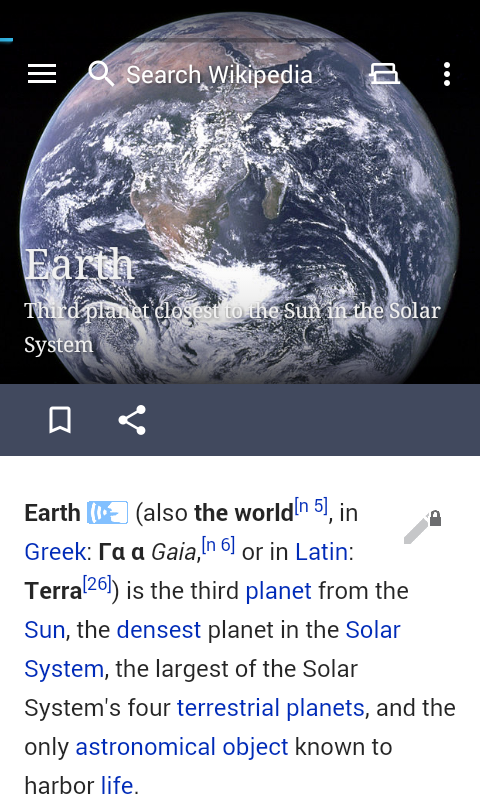 Search Wikipedia
Earth
Third planet closest to the Sun in the Solar
System
Earth (also the world[n 5], in
Greek: Γα α Gaia,[n 6] or in Latin:
Terra[26]) is the third planet from the
Sun, the densest planet in the Solar
System, the largest of the Solar
System's four terrestrial planets, and the
only astronomical object known to
harbor life.